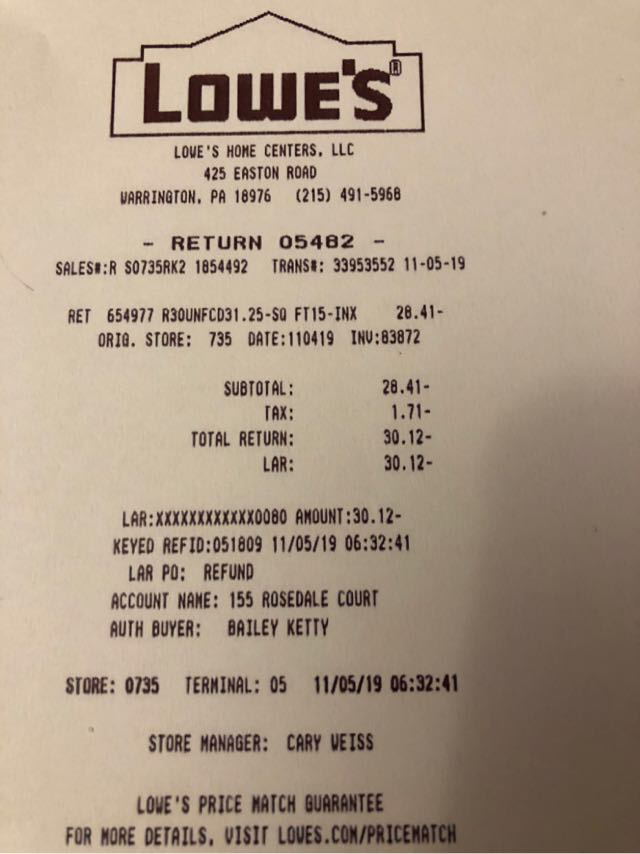 LOWE'S®
LOWE'S HOME CENTERS, LLC
425 EASTON ROAD
WARRINGTON, PA 18976 (215) 491-5968
- RETURN 05482 -
SALES#:R S0735RK2 1854492 TRANS#: 33953552 11-05-19
RET 654977 R30UNFCD31.25-SQ FT15-INX 28.41-
ORIG. STORE: 735 DATE:110419 INV:83872
SUBTOTAL: 28.41-
TAX: 1.71-
TOTAL RETURN: 30.12-
LAR: 30.12-
LAR:XXXXXXXXXXXX0080 AMOUNT:30.12-
KEYED REFID:051809 11/05/19 06:32:41
LAR PO: REFUND
ACCOUNT NAME: 155 ROSEDALE COURT
AUTH BUYER: BAILEY KETTY
STORE: 0735 TERMINAL: 05 11/05/19 06:32:41
STORE MANAGER: CARY WEISS
LOWE'S PRICE MATCH GUARANTEE
FOR MORE DETAILS, VISIT LOWES.COM/PRICEMATCH